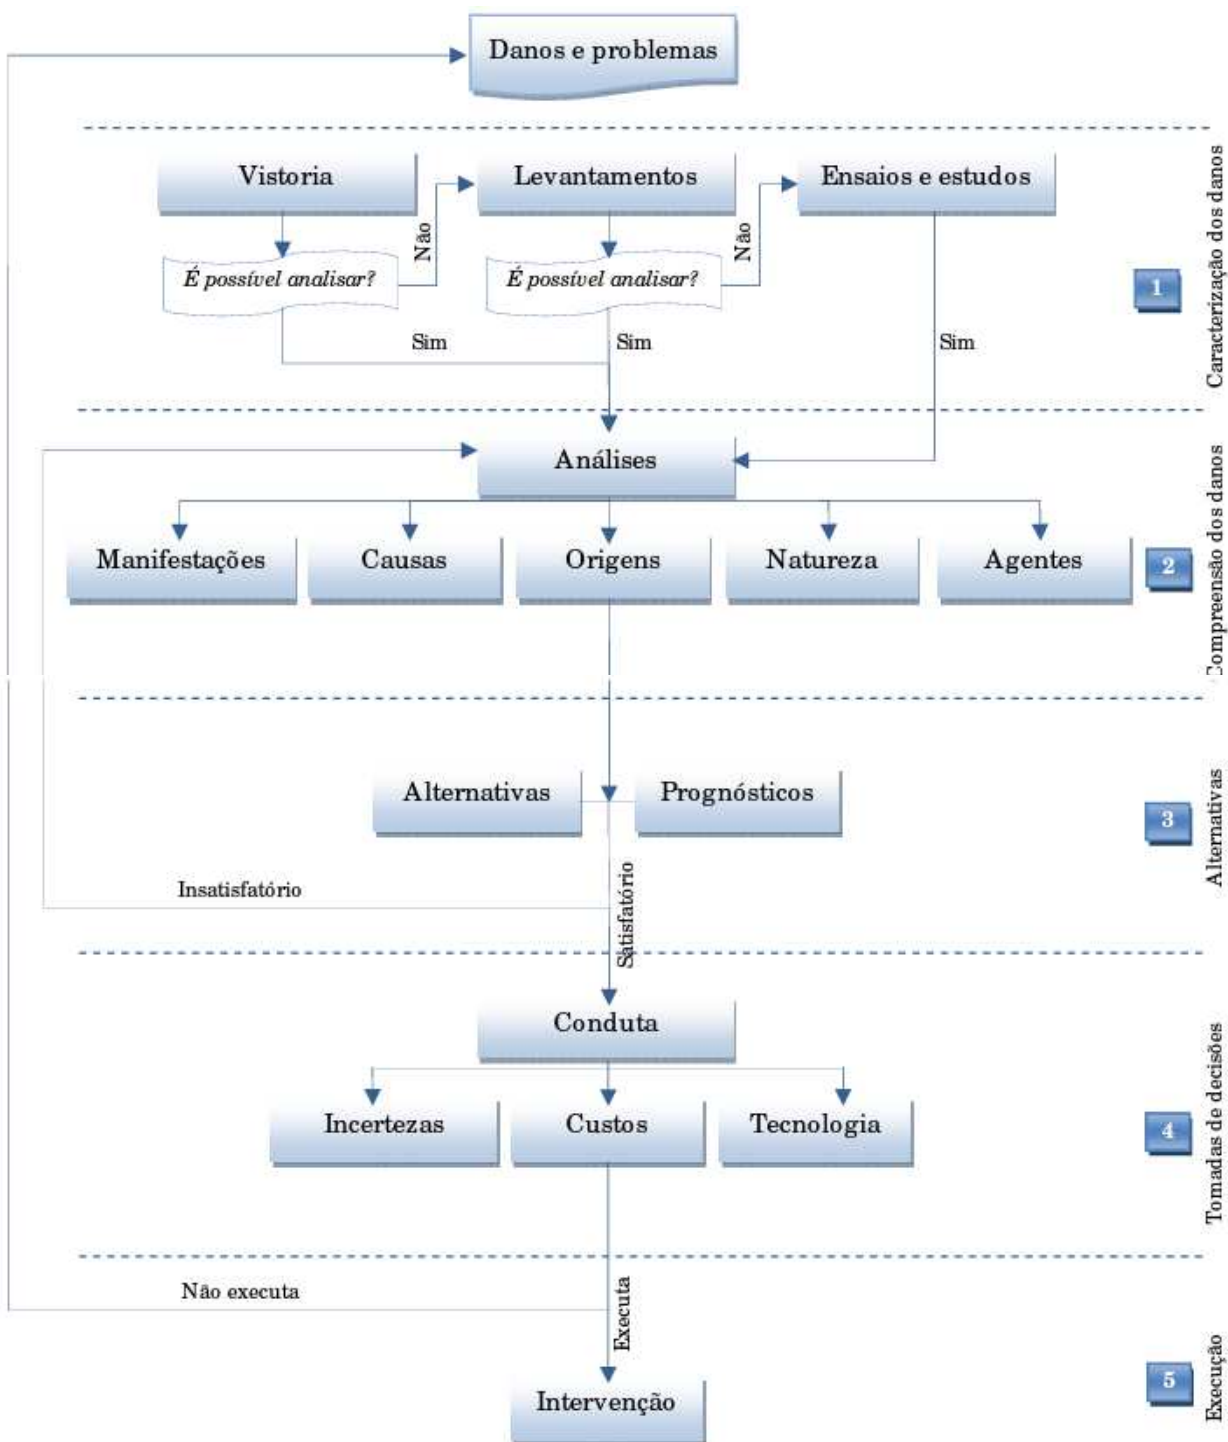 Danos e problemas
Vistoria
Levantamentos
Ensaios e estudos
Não
Não
É possível analisar?
É possível analisar?
Sim
Sim
Sim
1
Caracterização dos danos
Análises
Manifestações
Causas
Origens
Natureza
Agentes
2
Compreensão dos danos
Alternativas
Prognósticos
3
Alternativas
Insatisfatório
Satisfatório
Conduta
Incertezas
Custos
Tecnologia
4
Tomadas de decisões
Não executa
Executa
Intervenção
5
Execução